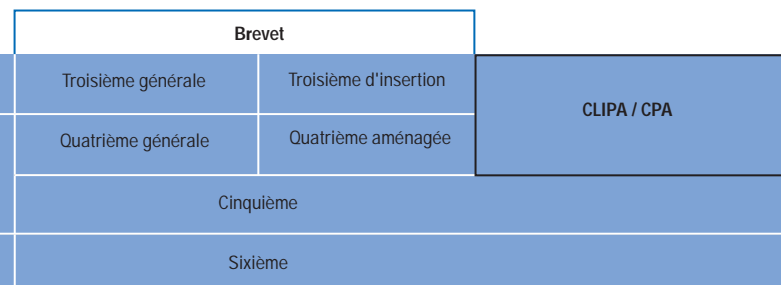 Brevet
Troisième générale
Troisième d'insertion
CLIPA / CPA
Quatrième générale
Quatrième aménagée
Cinquième
Sixième